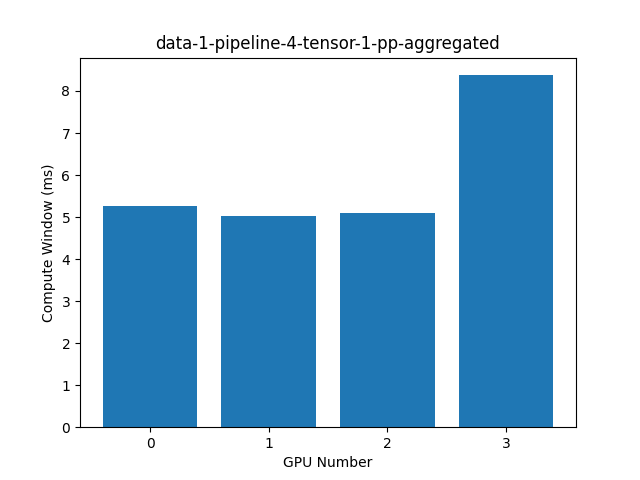 data-1-pipeline-4-tensor-1-pp-aggregated
Compute Window (ms)
8
7
6
5
4
3
2
1
0
0 1 2 3
GPU Number